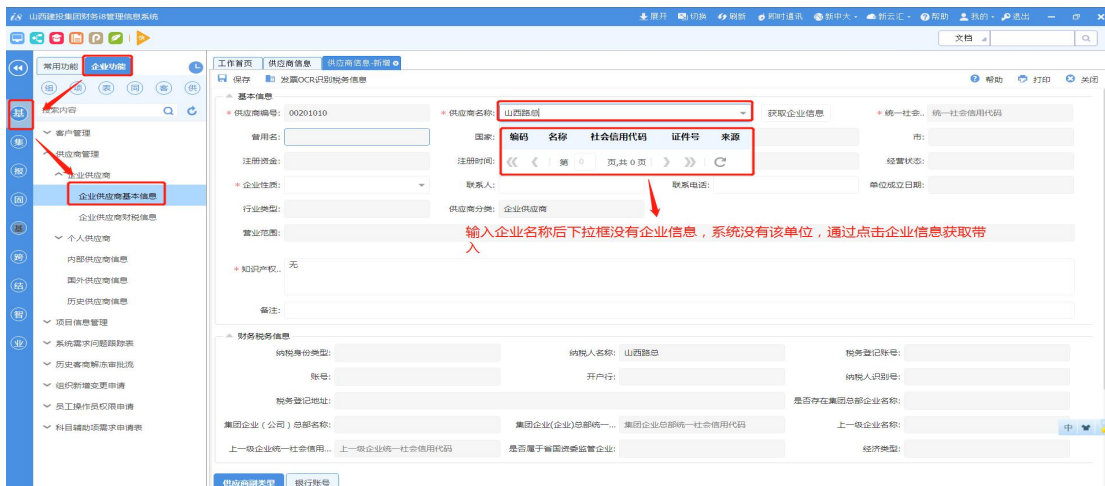 i8 山西建投集团财务i8管理信息系统
展开 切换 刷新 即时通讯 新中大 新云汇 帮助 我的 退出
文档
常用功能 企业功能
工作首页 供应商信息 供应商信息-新增
保存 发票OCR识别税务信息
帮助 打印 关闭
组 项 表 同 客 供
搜索内容
基
集
报
固
基
跨
结
智
业
客户管理
供应商管理
企业供应商
企业供应商基本信息
企业供应商财税信息
个人供应商
内部供应商信息
国外供应商信息
历史供应商信息
项目信息管理
系统需求问题跟踪表
历史客商解冻审批流
组织新增变更申请
员工操作员权限申请
科目辅助项需求申请表
基本信息
* 供应商编号: 00201010 * 供应商名称: 山西路总 获取企业信息 * 统一社会.. 统一社会信用代码
曾用名: 国家: 市:
编码 名称 社会信用代码 证件号 来源
第 0 页,共 0 页
注册资金: 注册时间: 经营状态:
* 企业性质: 联系人: 联系电话: 单位成立日期:
行业类型: 供应商分类: 企业供应商
营业范围:
输入企业名称后下拉框没有企业信息，系统没有该单位，通过点击企业信息获取带
入
* 知识产权.. 无
备注:
财务税务信息
纳税身份类型: 纳税人名称: 山西路总 税务登记账号:
账号: 开户行: 纳税人识别号:
税务登记地址: 是否存在集团总部企业名称:
集团企业（公司）总部名称: 集团企业(企业)总部统一... 集团企业总部统一社会信用代码 上一级企业名称:
上一级企业统一社会信用... 上一级企业统一社会信用代码 是否属于省国资委监管企业: 经济类型:
中
供应商副类型 银行账号